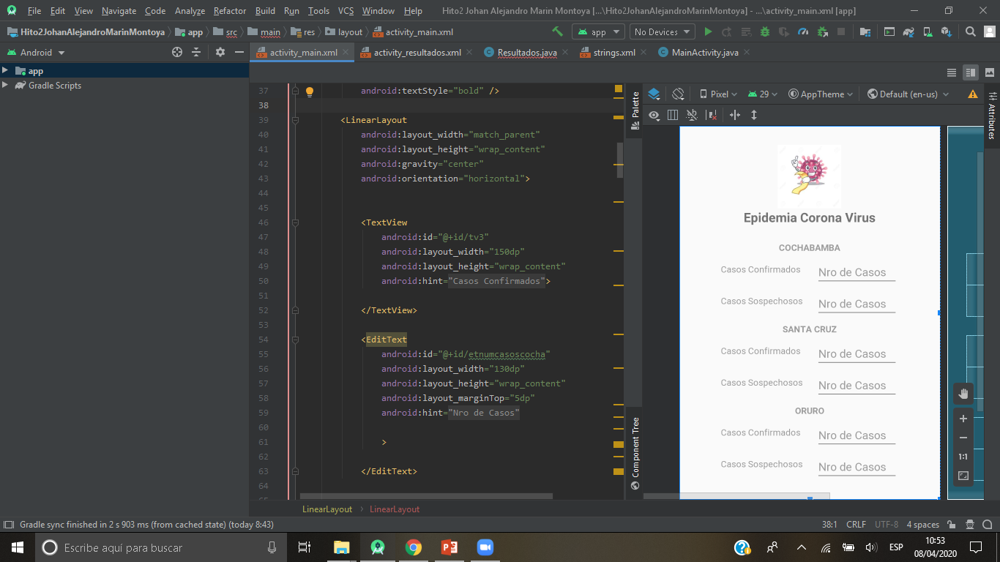 File Edit View Navigate Code Analyze Refactor Build Run Tools VCS Window Help Hito2 Johan Alejandro Marin Montoya [...\Hito2JohanAlejandroMarinMontoya] - ...\activity_main.xml [app]
Hito2JohanAlejandroMarinMontoya app src main res layout activity_main.xml app No Devices
Android activity_main.xml activity_resultados.xml Resultados.java strings.xml MainActivity.java
app
Gradle Scripts
37 android:textStyle="bold" />
38
39 <LinearLayout
40 android:layout_width="match_parent"
41 android:layout_height="wrap_content"
42 android:gravity="center"
43 android:orientation="horizontal">
44
45
46 <TextView
47 android:id="@+id/tv3"
48 android:layout_width="150dp"
49 android:layout_height="wrap_content"
50 android:hint="Casos Confirmados">
51
52 </TextView>
53
54 <EditText
55 android:id="@+id/etnumcasoscocha"
56 android:layout_width="130dp"
57 android:layout_height="wrap_content"
58 android:layout_marginTop="5dp"
59 android:hint="Nro de Casos"
60
61 >
62
63 </EditText>
64
LinearLayout LinearLayout
Palette
Component Tree
Pixel 29 AppTheme Default (en-us)
Attributes
Epidemia Corona Virus
COCHABAMBA
Casos Confirmados Nro de Casos
Casos Sospechosos Nro de Casos
SANTA CRUZ
Casos Confirmados Nro de Casos
Casos Sospechosos Nro de Casos
ORURO
Casos Confirmados Nro de Casos
Casos Sospechosos Nro de Casos
1:1
Gradle sync finished in 2 s 903 ms (from cached state) (today 8:43) 38:1 CRLF UTF-8 4 spaces
Escribe aquí para buscar ESP 10:53
08/04/2020